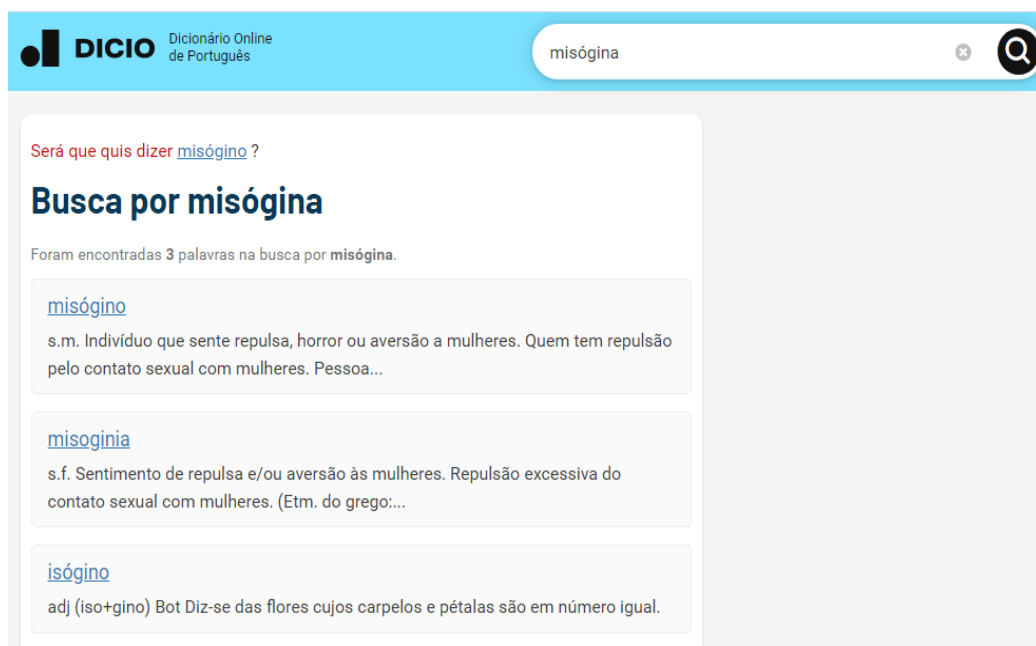 DICIO
Dicionário Online
de Português
misógina
Será que quis dizer misógino ?
Busca por misógina
Foram encontradas 3 palavras na busca por misógina.
misógino
s.m. Indivíduo que sente repulsa, horror ou aversão a mulheres. Quem tem repulsão
pelo contato sexual com mulheres. Pessoa...
misoginia
s.f. Sentimento de repulsa e/ou aversão às mulheres. Repulsão excessiva do
contato sexual com mulheres. (Etm. do grego:...
isógino
adj (iso+gino) Bot Diz-se das flores cujos carpelos e pétalas são em número igual.